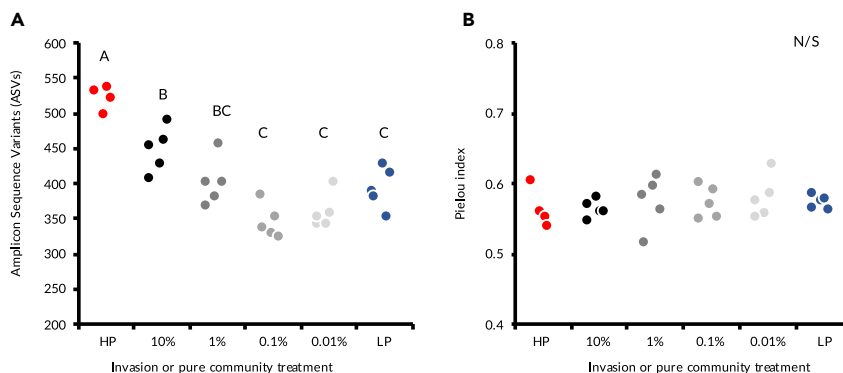 A
Amplicon Sequence Variants (ASVs)
600
550
500
450
400
350
300
250
200
A
B
BC
C
C
C
HP
10%
1%
0.1%
0.01%
LP
Invasion or pure community treatment
B
Pielou index
0.8
0.7
0.6
0.5
0.4
N/S
HP
10%
1%
0.1%
0.01%
LP
Invasion or pure community treatment